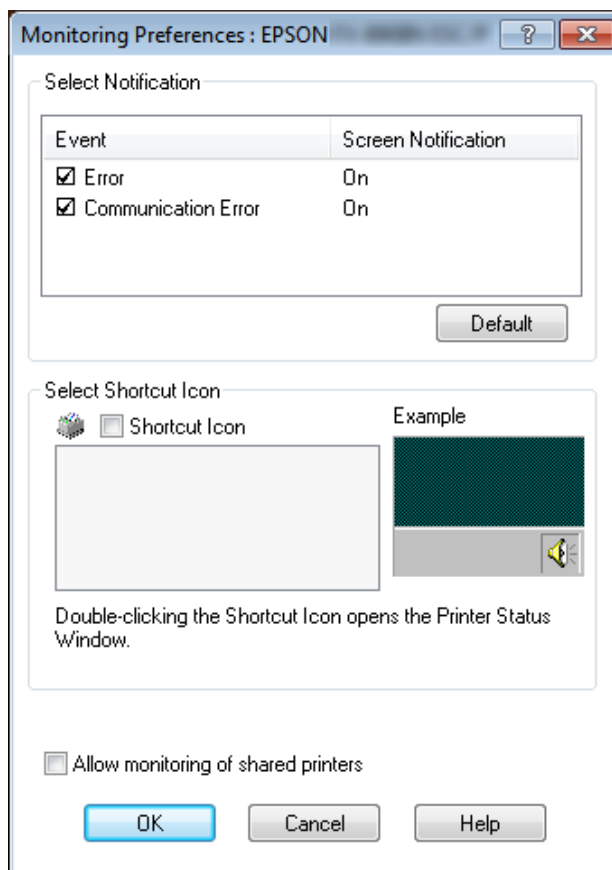 Monitoring Preferences : EPSON
Select Notification
Event Screen Notification
Error On
Communication Error On
Default
Select Shortcut Icon
Shortcut Icon
Example
Double-clicking the Shortcut Icon opens the Printer Status
Window.
Allow monitoring of shared printers
OK Cancel Help